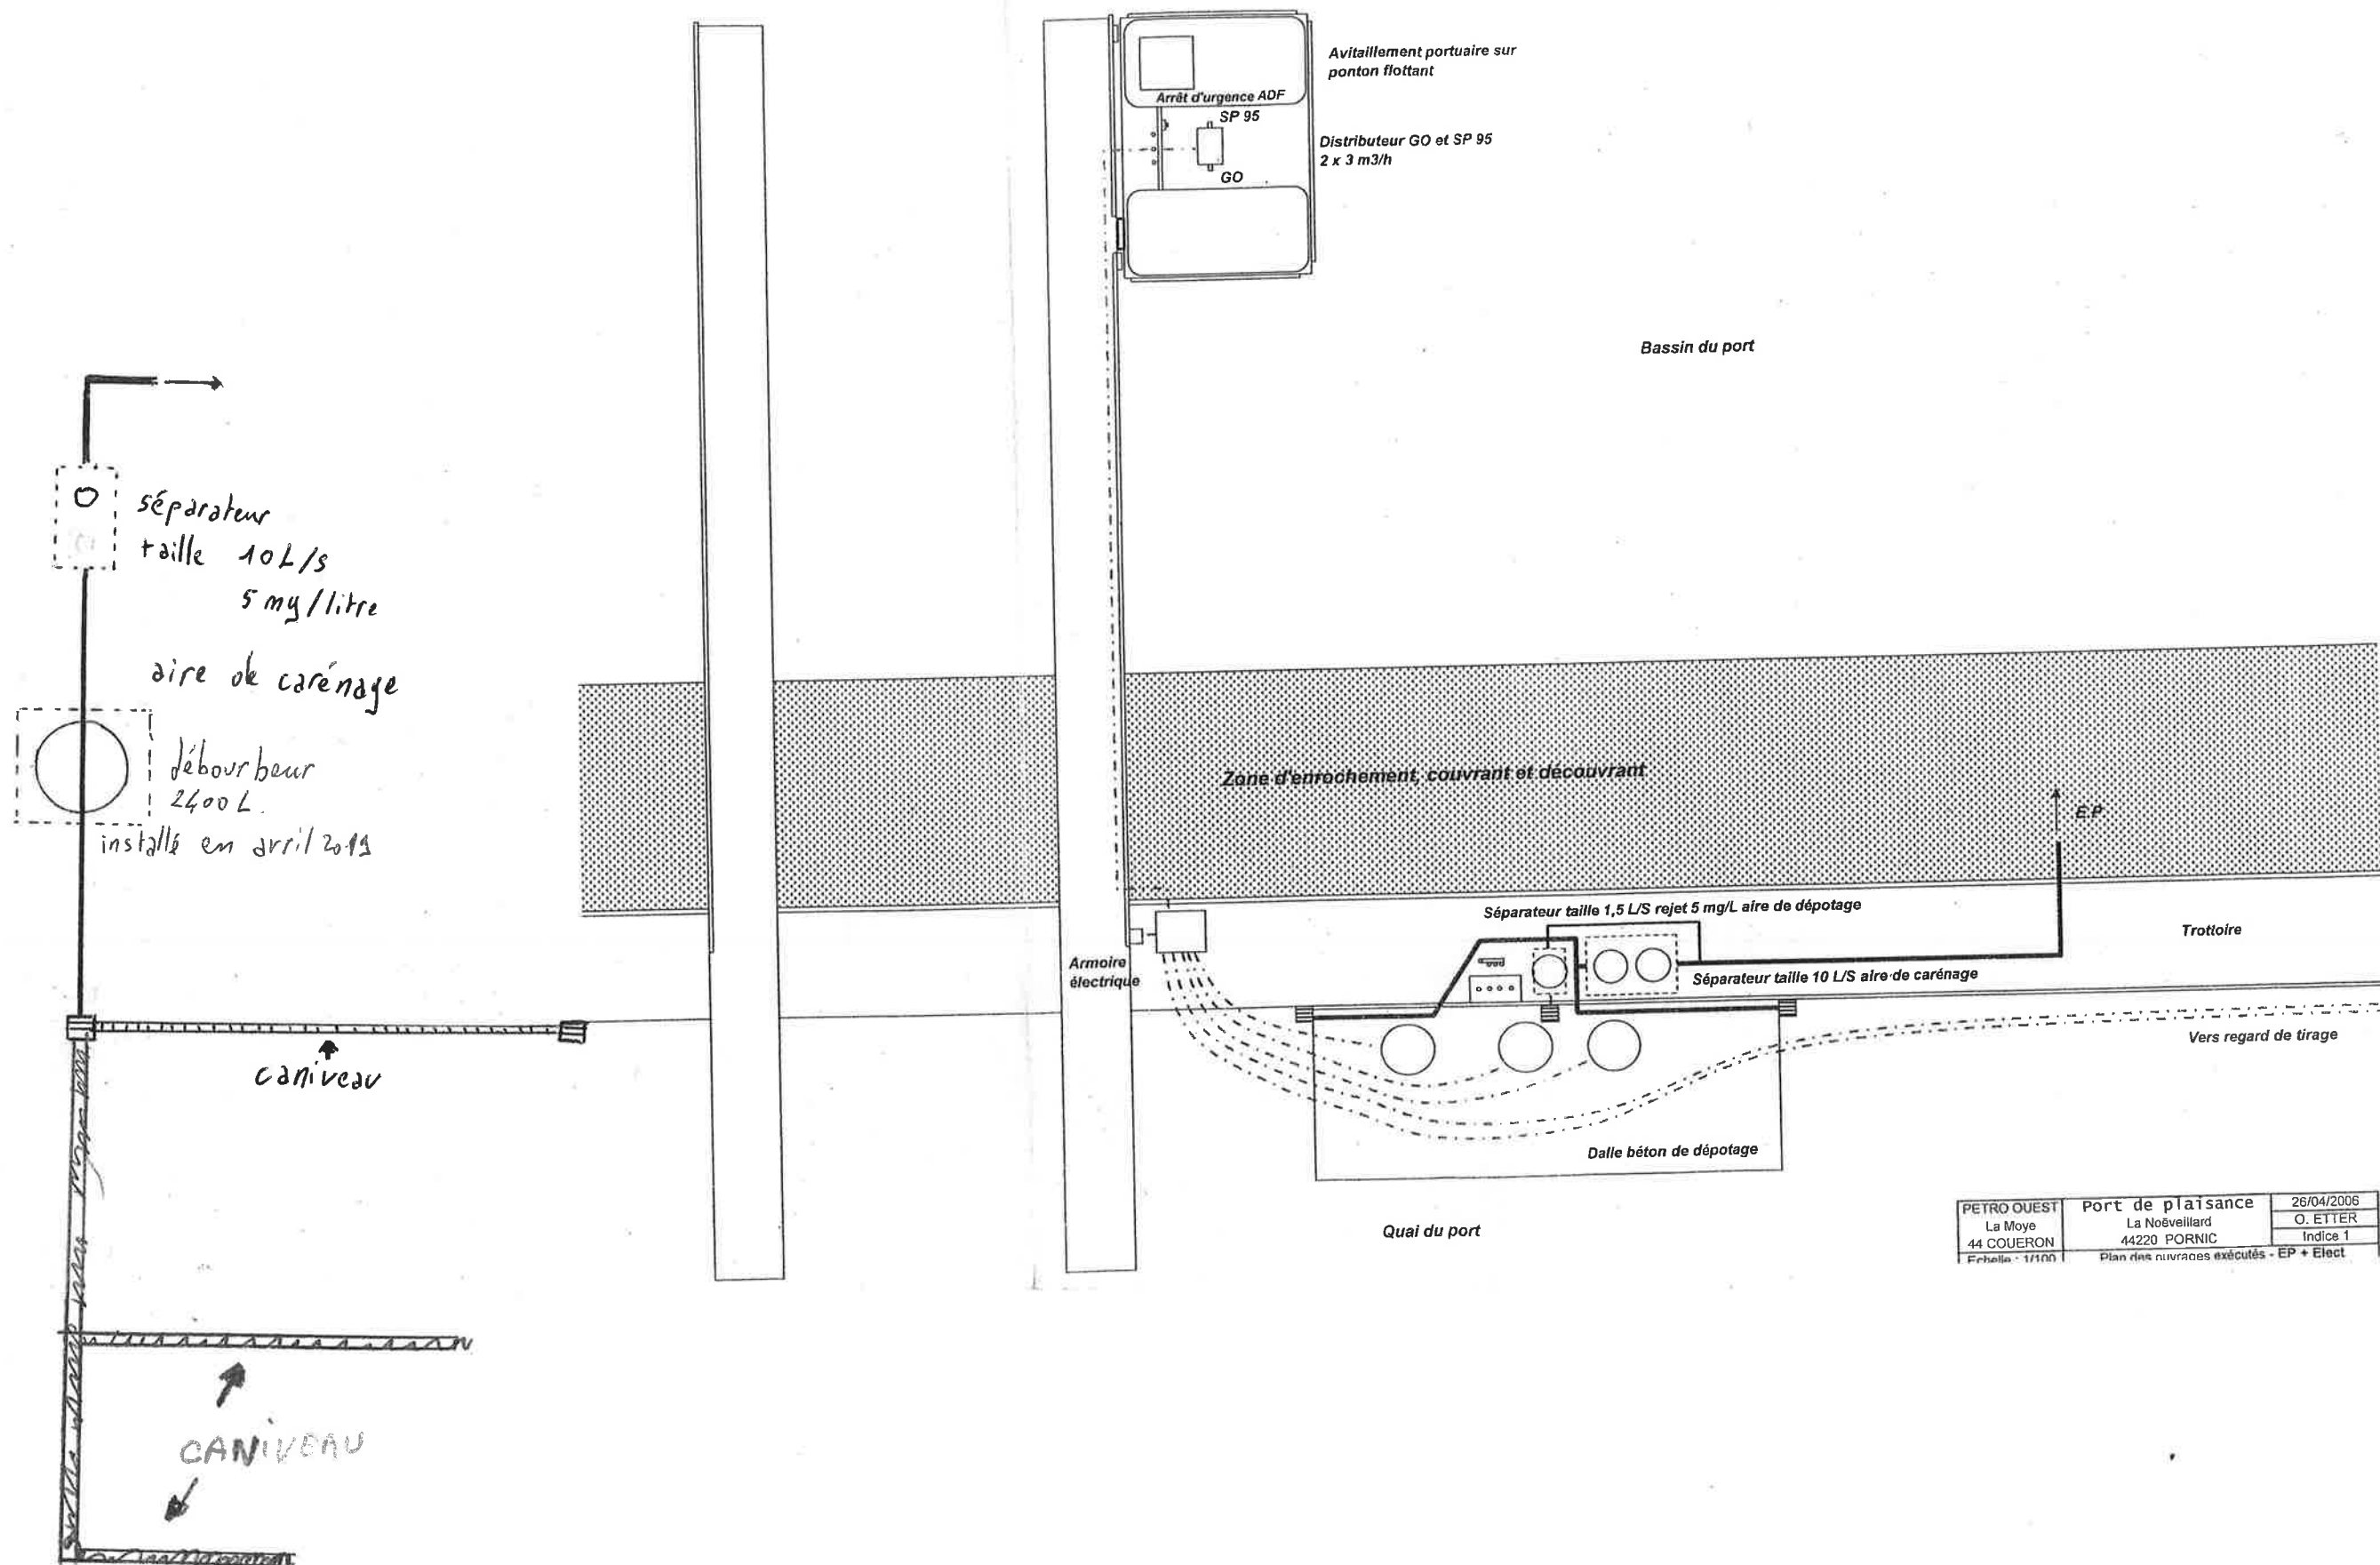 Avitaillement portuaire sur
ponton flottant
Arrêt d'urgence ADF
SP 95
Distributeur GO et SP 95
2 x 3 m3/h
GO
Bassin du port
séparateur
taille 10L/s
5 mg/litre
aire de carénage
débourbeur
2400 L.
installé en avril 2019
Zone d'enrochement, couvrant et découvrant
EP
Séparateur taille 1,5 L/S rejet 5 mg/L aire de dépotage
Trottoire
Armoire
électrique
Séparateur taille 10 L/S aire de carénage
Vers regard de tirage
caniveau
Dalle béton de dépotage
Quai du port
PETRO OUEST
La Moye
44 COUERON
Echelle : 1/100
Port de plaisance
La Noëveillard
44220 PORNIC
Plan des ouvrages exécutés - EP + Elect
26/04/2006
O. ETTER
Indice 1
CANIVEAU